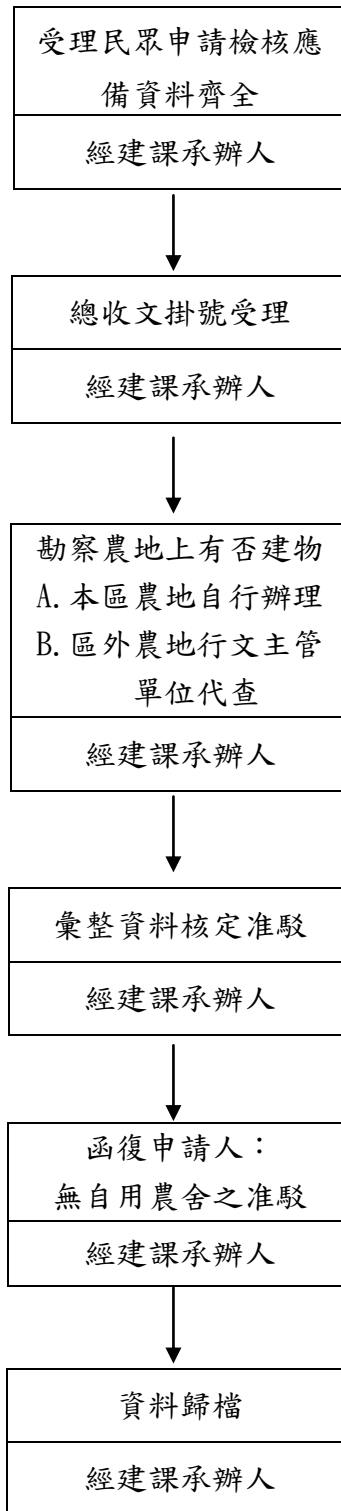 受理民眾申請檢核應
備資料齊全
經建課承辦人
總收文掛號受理
經建課承辦人
勘察農地上有否建物
A.本區農地自行辦理
B.區外農地行文主管
單位代查
經建課承辦人
彙整資料核定准駁
經建課承辦人
函復申請人：
無自用農舍之准駁
經建課承辦人
資料歸檔
經建課承辦人